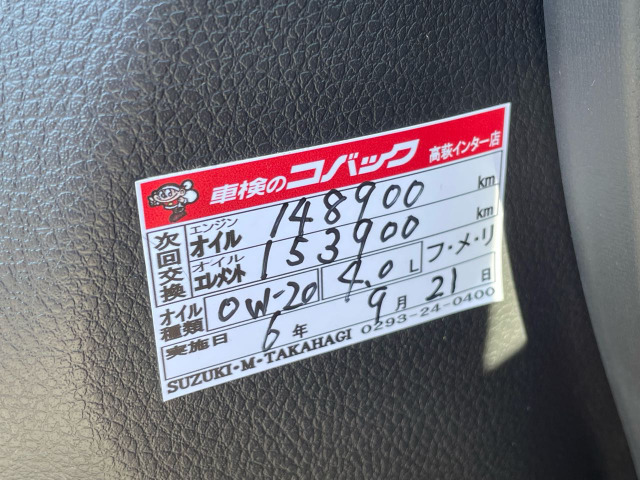 車検のコバック 高萩インター店
次回交換
エンジンオイル 148900 km
オイルエレメント 153900 km
オイル種類 0W-20 4.0 L フ・メ・リ
実施日 6年 9月 21日
SUZUKI・M・TAKAHAGI 0293-24-0400